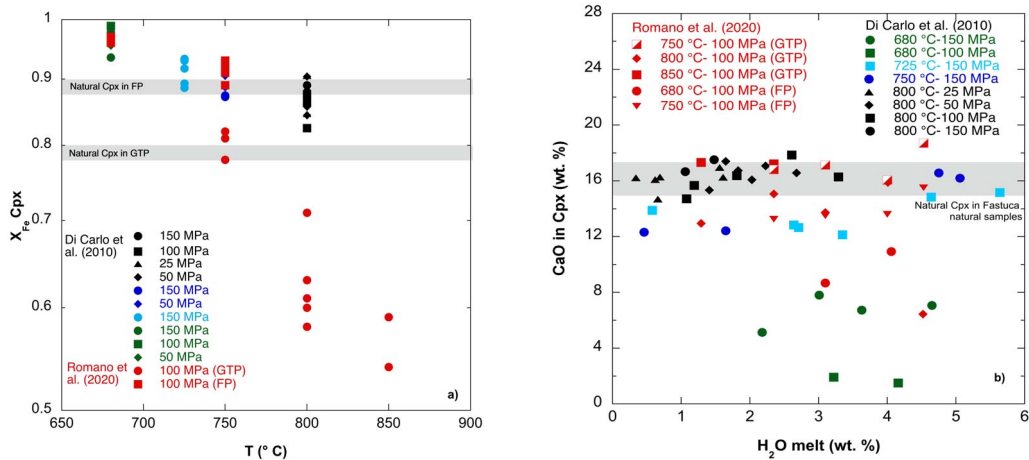 1
0.9
0.8
0.7
0.6
0.5
X Fe Cpx
Natural Cpx in FP
Natural Cpx in GTP
Di Carlo et
al. (2010)
150 MPa
100 MPa
25 MPa
50 MPa
150 MPa
50 MPa
150 MPa
150 MPa
100 MPa
50 MPa
Romano et
al. (2020)
100 MPa (GTP)
100 MPa (FP)
a)
650
700
750
800
850
900
T (° C)
28
24
20
16
12
8
4
0
CaO in Cpx (wt. %)
Romano et al. (2020)
750 °C- 100 MPa (GTP)
800 °C- 100 MPa (GTP)
850 °C- 100 MPa (GTP)
680 °C- 100 MPa (FP)
750 °C- 100 MPa (FP)
Di Carlo et al. (2010)
680 °C-150 MPa
680 °C-100 MPa
725 °C- 150 MPa
750 °C- 150 MPa
800 °C- 25 MPa
800 °C- 50 MPa
800 °C-100 MPa
800 °C- 150 MPa
Natural Cpx in Fastuca
natural samples
b)
0
1
2
3
4
5
6
H2O melt (wt. %)